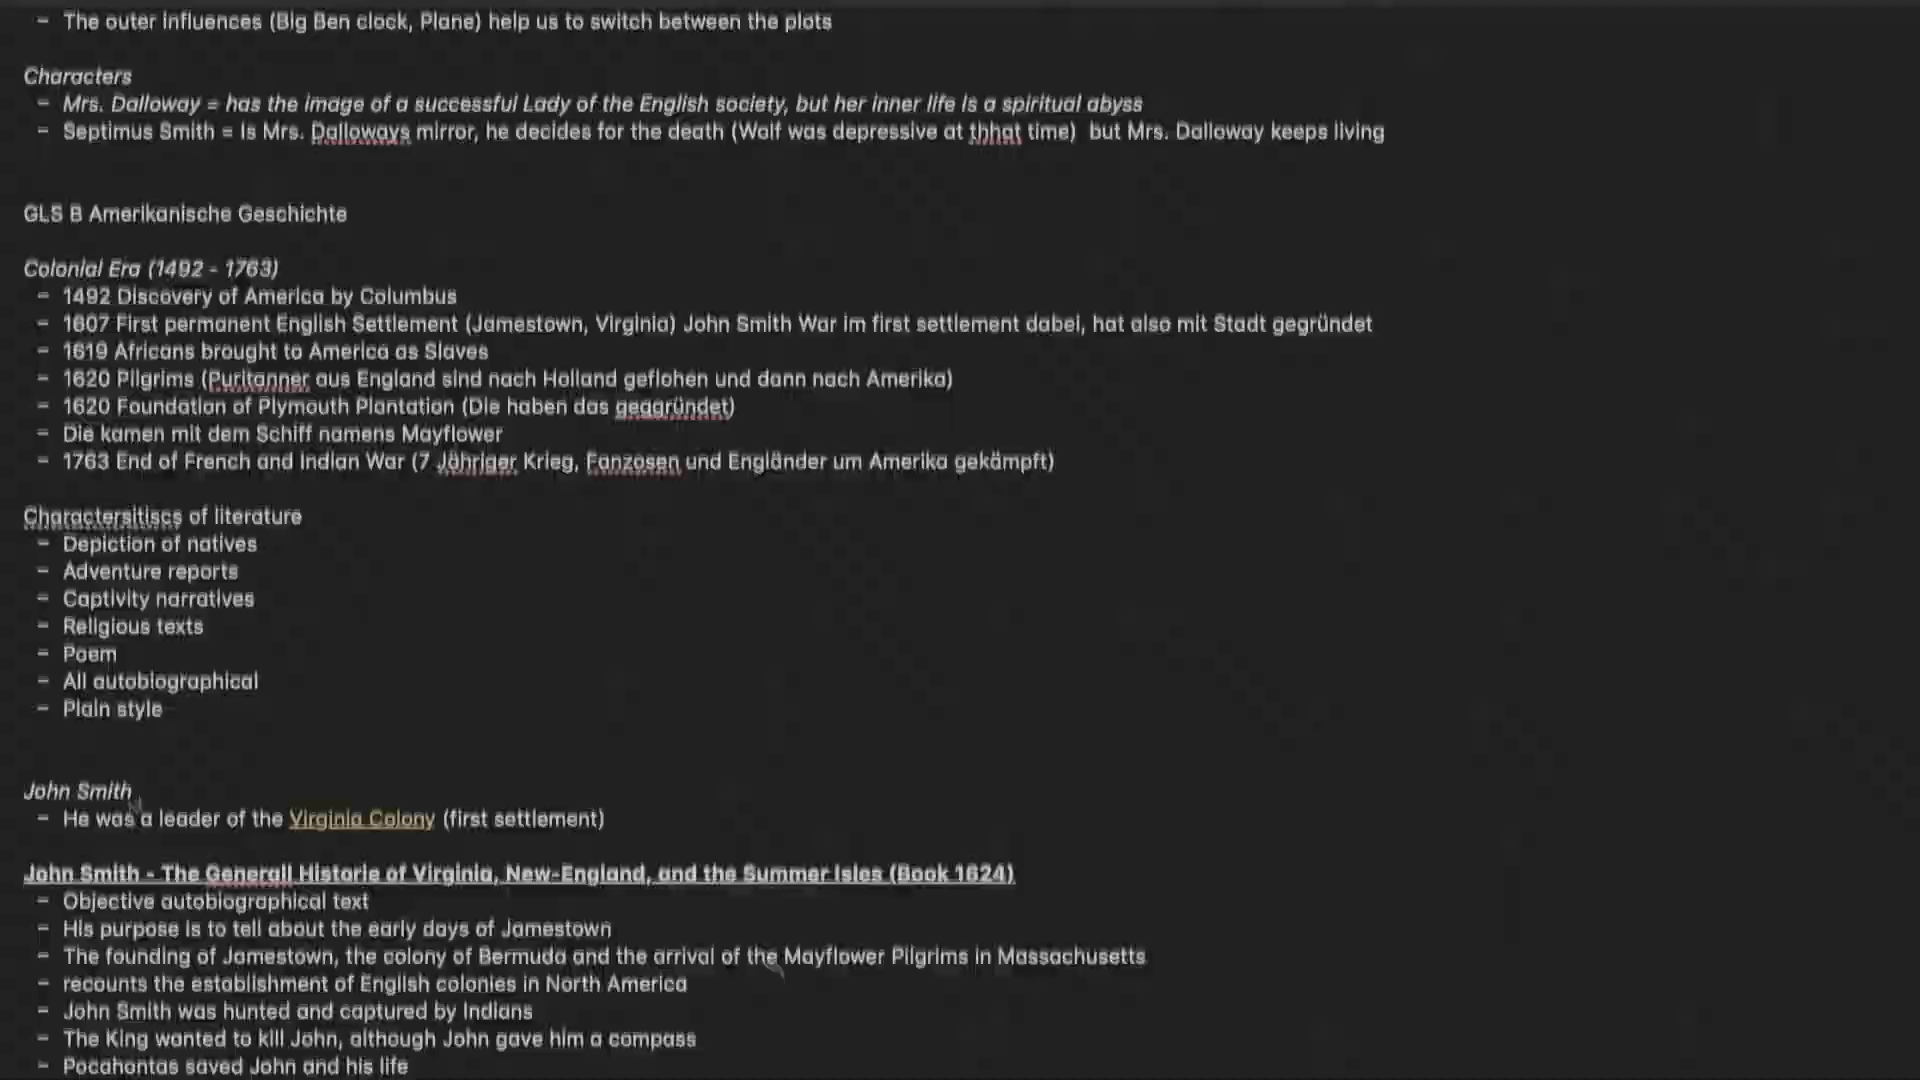 - The outer influences (Big Ben clock, Plane) help us to switch between the plots
Characters
- Mrs. Dalloway = has the image of a successful Lady of the English society, but her inner life is a spiritual abyss
- Septimus Smith = Is Mrs. Dalloways mirror, he decides for the death (Wolf was depressive at thhat time)  but Mrs. Dalloway keeps living
GLS B Amerikanische Geschichte
Colonial Era (1492 - 1763)
- 1492 Discovery of America by Columbus
- 1607 First permanent English Settlement (Jamestown, Virginia) John Smith War im first settlement dabei, hat also mit Stadt gegründet
- 1619 Africans brought to America as Slaves
- 1620 Pilgrims (Puritanner aus England sind nach Holland geflohen und dann nach Amerika)
- 1620 Foundation of Plymouth Plantation (Die haben das geggründet)
- Die kamen mit dem Schiff namens Mayflower
- 1763 End of French and Indian War (7 Jöhriger Krieg, Fanzosen und Engländer um Amerika gekämpft)
Charactersitiscs of literature
- Depiction of natives
- Adventure reports
- Captivity narratives
- Religious texts
- Poem
- All autobiographical
- Plain style
John Smith
- He was a leader of the Virginia Colony (first settlement)
John Smith - The Generall Historie of Virginia, New-England, and the Summer Isles (Book 1624)
- Objective autobiographical text
- His purpose is to tell about the early days of Jamestown
- The founding of Jamestown, the colony of Bermuda and the arrival of the Mayflower Pilgrims in Massachusetts
- recounts the establishment of English colonies in North America
- John Smith was hunted and captured by Indians
- The King wanted to kill John, although John gave him a compass
- Pocahontas saved John and his life